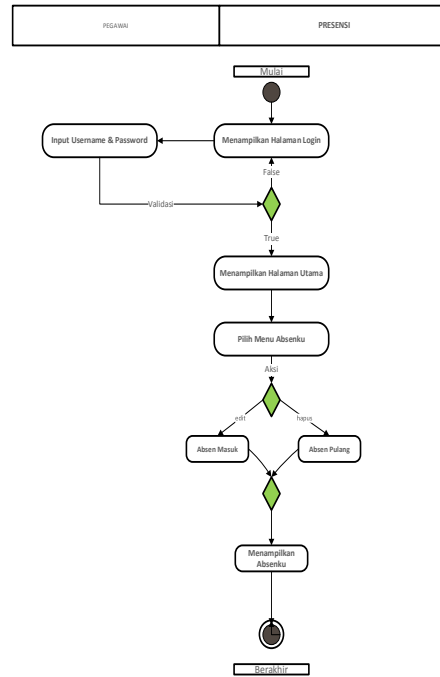 PEGAWAI
PRESENSI
Mulai
Input Username & Password
Menampilkan Halaman Login
False
Validasi
True
Menampilkan Halaman Utama
Pilih Menu Absenku
Aksi
edit
hapus
Absen Masuk
Absen Pulang
Menampilkan
Absenku
Berakhir